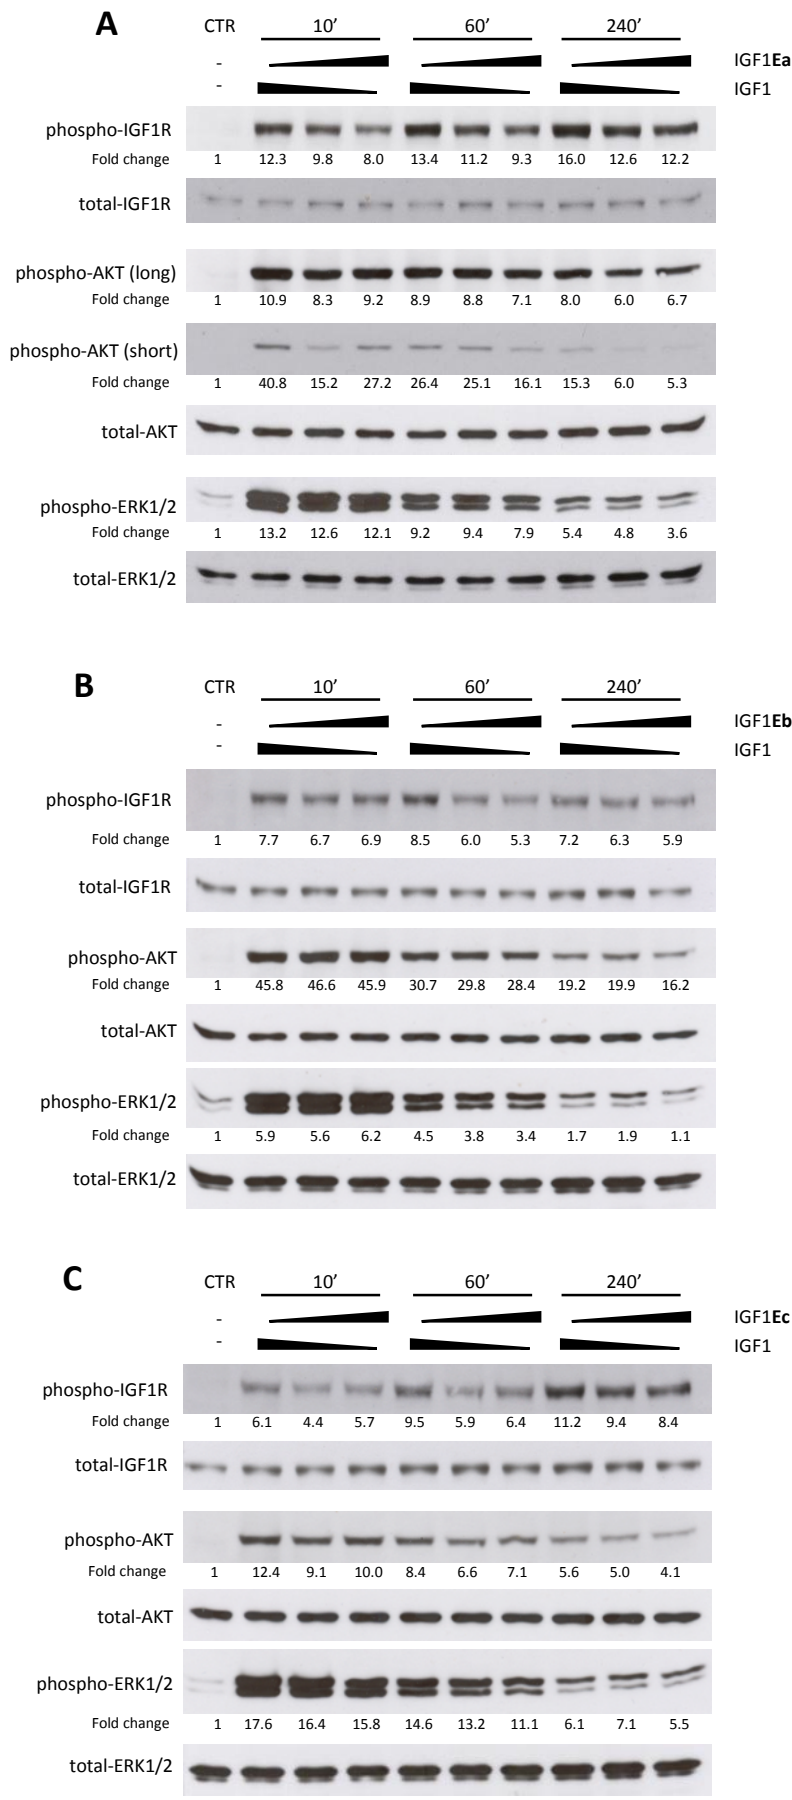 A
CTR 10’ 60’ 240’
- IGF1Ea
- IGF1
phospho-IGF1R
Fold change 1 12.3 9.8 8.0 13.4 11.2 9.3 16.0 12.6 12.2
total-IGF1R
phospho-AKT (long)
Fold change 1 10.9 8.3 9.2 8.9 8.8 7.1 8.0 6.0 6.7
phospho-AKT (short)
Fold change 1 40.8 15.2 27.2 26.4 25.1 16.1 15.3 6.0 5.3
total-AKT
phospho-ERK1/2
Fold change 1 13.2 12.6 12.1 9.2 9.4 7.9 5.4 4.8 3.6
total-ERK1/2
B
CTR 10’ 60’ 240’
- IGF1Eb
- IGF1
phospho-IGF1R
Fold change 1 7.7 6.7 6.9 8.5 6.0 5.3 7.2 6.3 5.9
total-IGF1R
phospho-AKT
Fold change 1 45.8 46.6 45.9 30.7 29.8 28.4 19.2 19.9 16.2
total-AKT
phospho-ERK1/2
Fold change 1 5.9 5.6 6.2 4.5 3.8 3.4 1.7 1.9 1.1
total-ERK1/2
C
CTR 10’ 60’ 240’
- IGF1Ec
- IGF1
phospho-IGF1R
Fold change 1 6.1 4.4 5.7 9.5 5.9 6.4 11.2 9.4 8.4
total-IGF1R
phospho-AKT
Fold change 1 12.4 9.1 10.0 8.4 6.6 7.1 5.6 5.0 4.1
total-AKT
phospho-ERK1/2
Fold change 1 17.6 16.4 15.8 14.6 13.2 11.1 6.1 7.1 5.5
total-ERK1/2